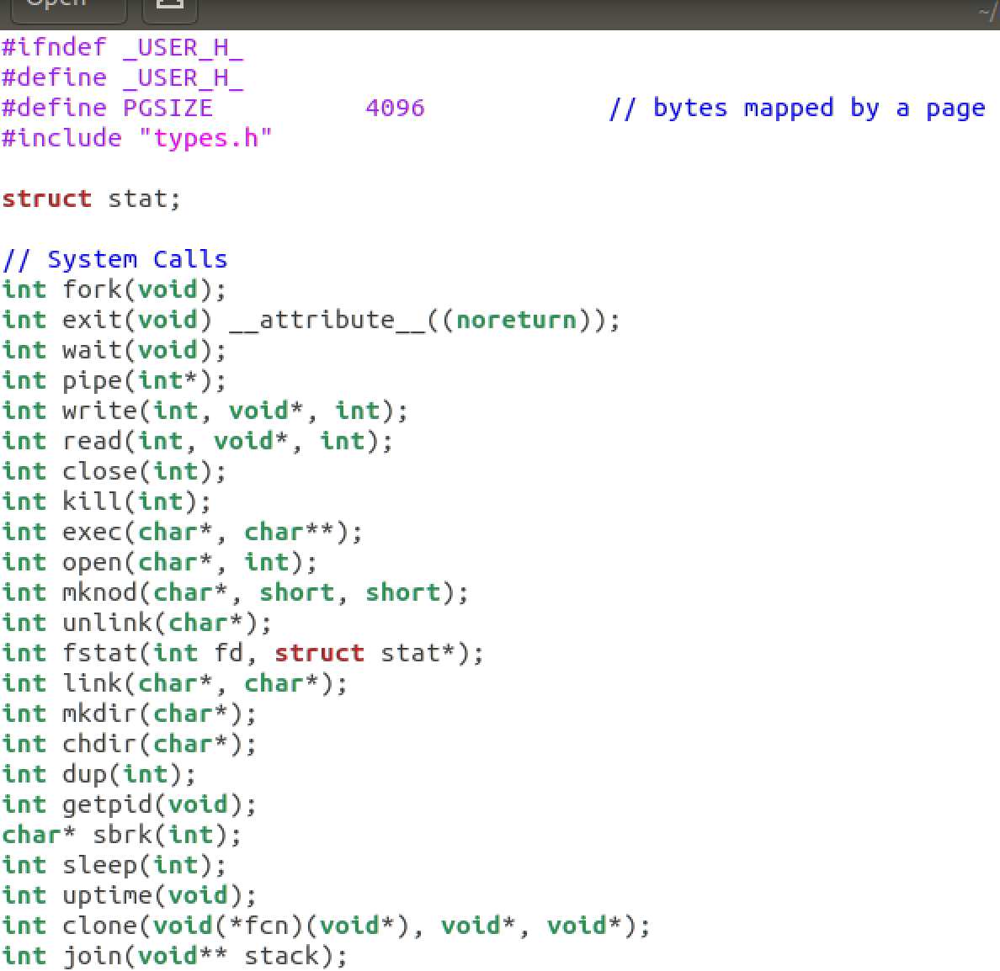 Open
~/
#ifndef _USER_H_
#define _USER_H_
#define PGSIZE          4096            // bytes mapped by a page
#include "types.h"

struct stat;

// System Calls
int fork(void);
int exit(void) __attribute__((noreturn));
int wait(void);
int pipe(int*);
int write(int, void*, int);
int read(int, void*, int);
int close(int);
int kill(int);
int exec(char*, char**);
int open(char*, int);
int mknod(char*, short, short);
int unlink(char*);
int fstat(int fd, struct stat*);
int link(char*, char*);
int mkdir(char*);
int chdir(char*);
int dup(int);
int getpid(void);
char* sbrk(int);
int sleep(int);
int uptime(void);
int clone(void(*fcn)(void*), void*, void*);
int join(void** stack);